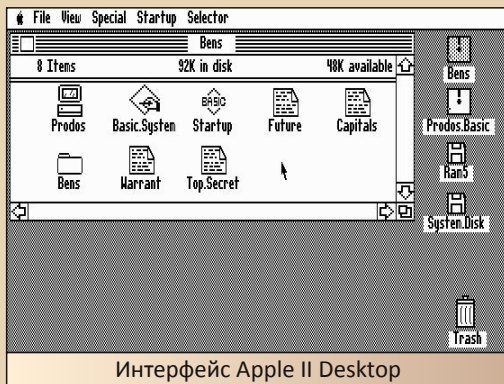 File View Special Startup Selector
Bens
8 Items 92K in disk 48K available
Prodos Basic.System Startup Future Capitals
BASIC
Bens Warrant Top.Secret
Bens
Prodos.Basic
Ram5
System.Disk
Trash
Интерфейс Apple II Desktop